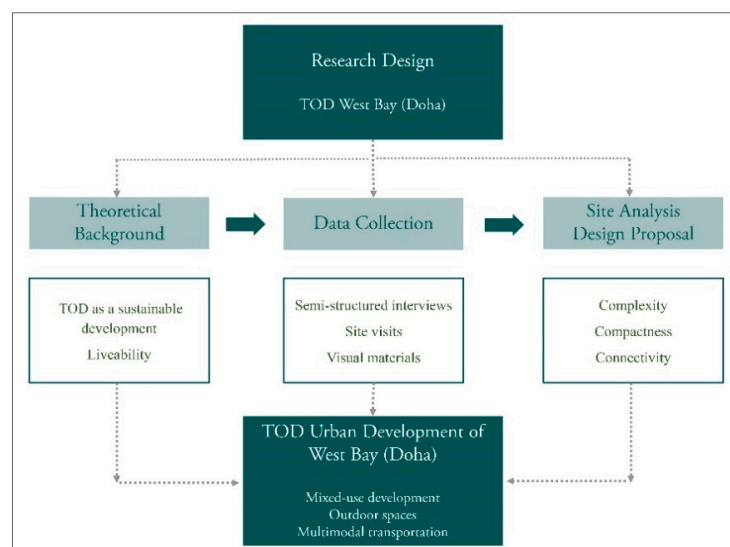 Research Design
TOD West Bay (Doha)
Theoretical
Background
Data Collection
Site Analysis
Design Proposal
TOD as a sustainable
development
Liveability
Semi-structured interviews
Site visits
Visual materials
Complexity
Compactness
Connectivity
TOD Urban Development of
West Bay (Doha)
Mixed-use development
Outdoor spaces
Multimodal transportation